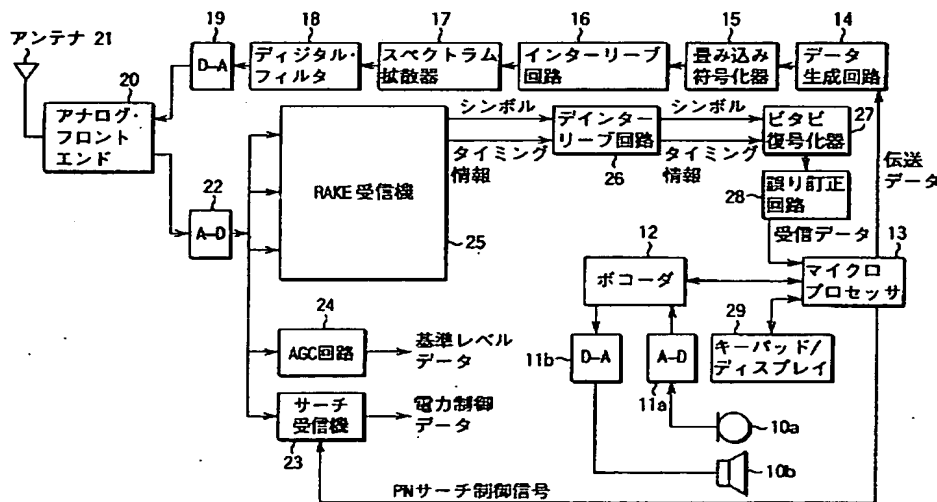 アンテナ 21
19
18
17
16
15
14
D-A
ディジタル・
フィルタ
スペクトラム
拡散器
インターリーブ
回路
畳み込み
符号化器
データ
生成回路
20
アナログ・
フロント
エンド
22
A-D
RAKE 受信機
25
シンボル
タイミング
情報
デインター
リーブ回路
26
シンボル
タイミング
情報
ビタビ
復号化器
27
28
誤り訂正
回路
伝送
データ
受信データ
13
マイクロ
プロセッサ
12
ボコーダ
11b
D-A
A-D
11a
29
キーパッド/
ディスプレイ
24
AGC回路
基準レベル
データ
サーチ
受信機
23
電力制御
データ
10a
10b
PNサーチ制御信号